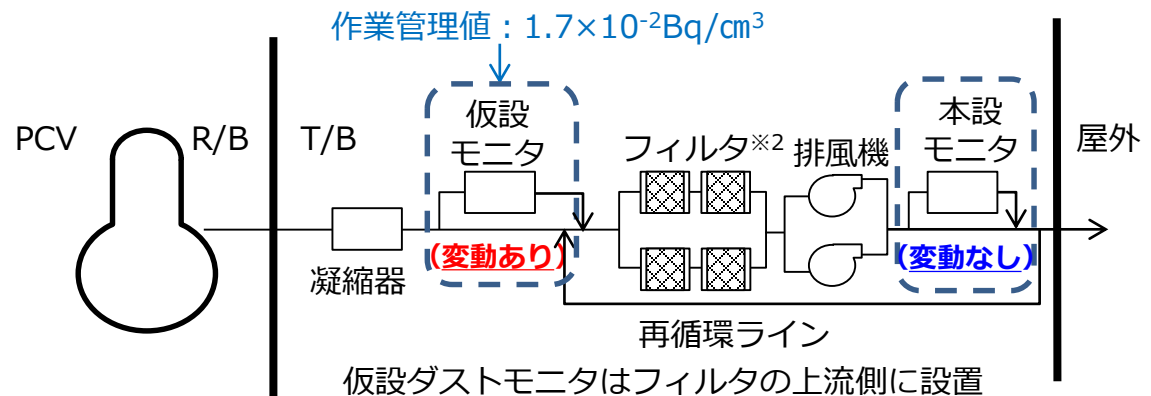 作業管理値：1.7×10-2Bq/cm³
PCV
R/B
T/B
仮設
モニタ
フィルタ※2
排風機
本設
モニタ
屋外
（変動あり）
（変動なし）
凝縮器
再循環ライン
仮設ダストモニタはフィルタの上流側に設置